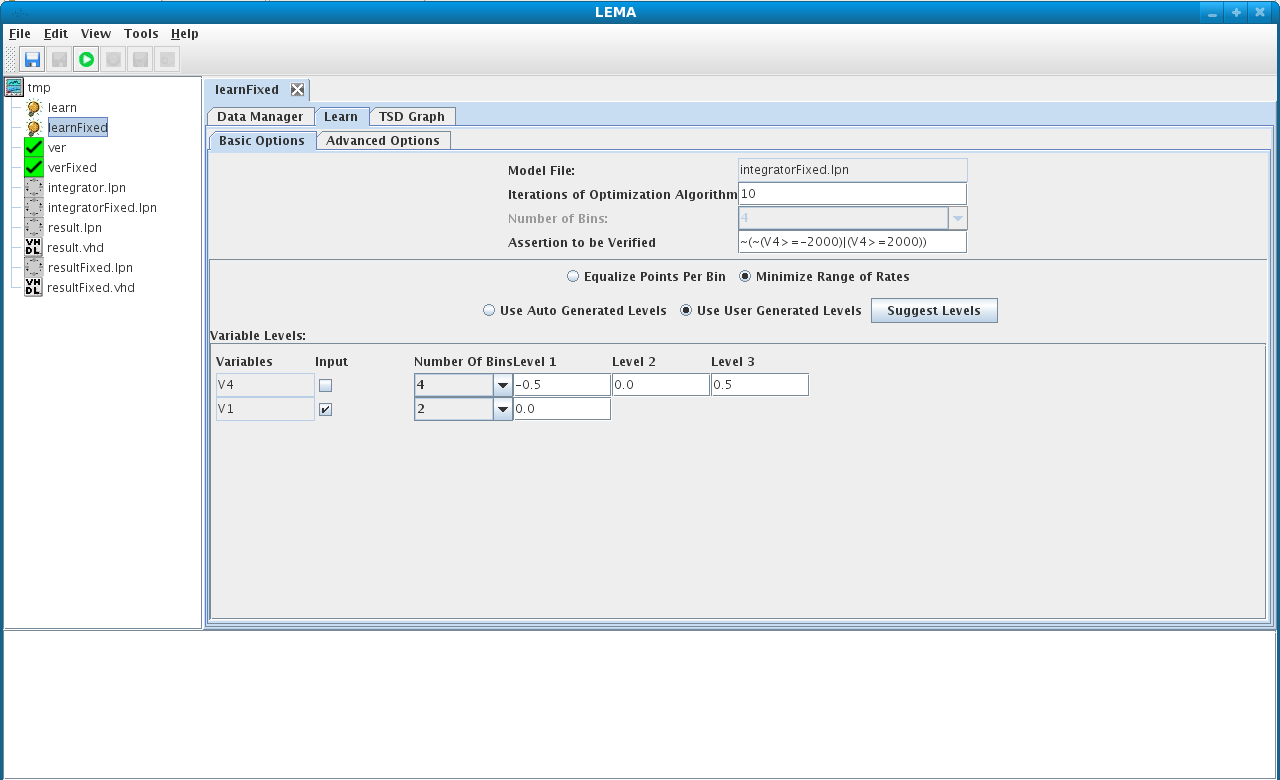 LEMA
File Edit View Tools Help
tmp
learn
learnFixed
ver
verFixed
integrator.lpn
integratorFixed.lpn
result.lpn
VHDL result.vhd
resultFixed.lpn
VHDL resultFixed.vhd
learnFixed
Data Manager Learn TSD Graph
Basic Options Advanced Options
Model File: integratorFixed.lpn
Iterations of Optimization Algorithm 10
Number of Bins: 4
Assertion to be Verified ~(~(V4>=-2000)|(V4>=2000))
Equalize Points Per Bin Minimize Range of Rates
Use Auto Generated Levels Use User Generated Levels Suggest Levels
Variable Levels:
Variables Input Number Of Bins Level 1 Level 2 Level 3
V4 4 -0.5 0.0 0.5
V1 2 0.0